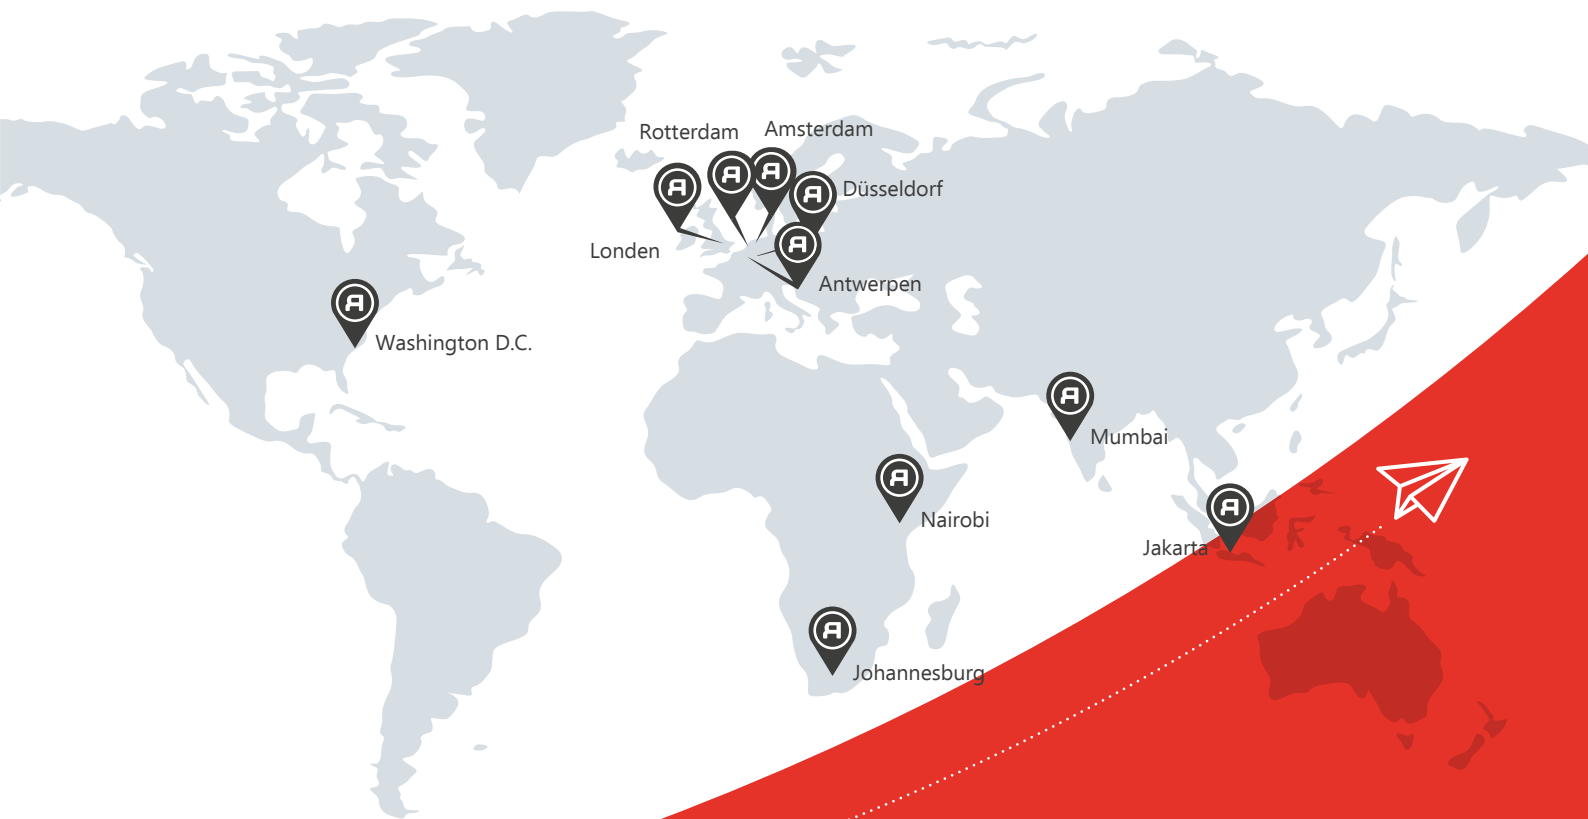 Rotterdam
Amsterdam
Düsseldorf
Londen
Antwerpen
Washington D.C.
Mumbai
Nairobi
Jakarta
Johannesburg